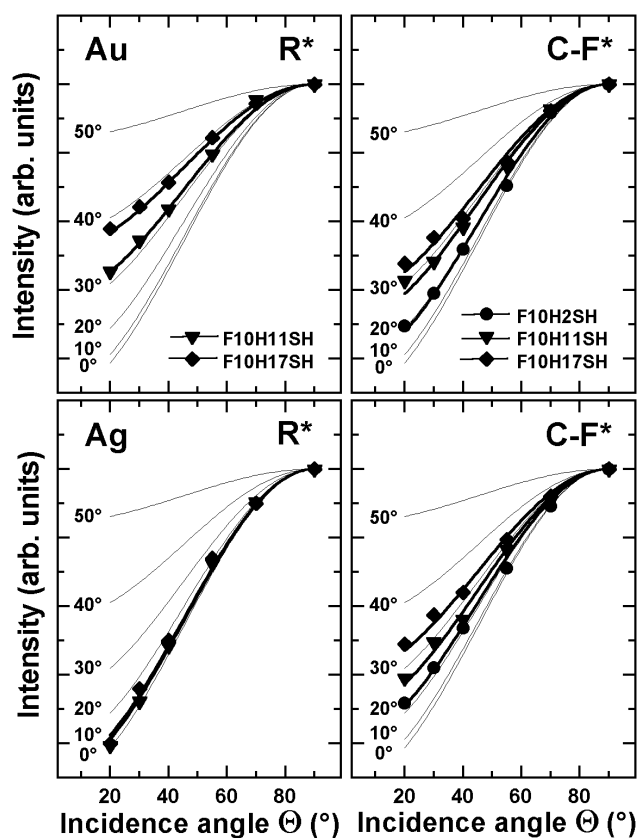 Au R*
50°
40°
30°
20°
10°
0°
F10H11SH
F10H17SH
C-F*
50°
40°
30°
20°
10°
0°
F10H2SH
F10H11SH
F10H17SH
Intensity (arb. units)
Ag R*
50°
40°
30°
20°
10°
0°
C-F*
50°
40°
30°
20°
10°
0°
Intensity (arb. units)
20 40 60 80
20 40 60 80
Incidence angle Θ (°)
Incidence angle Θ (°)